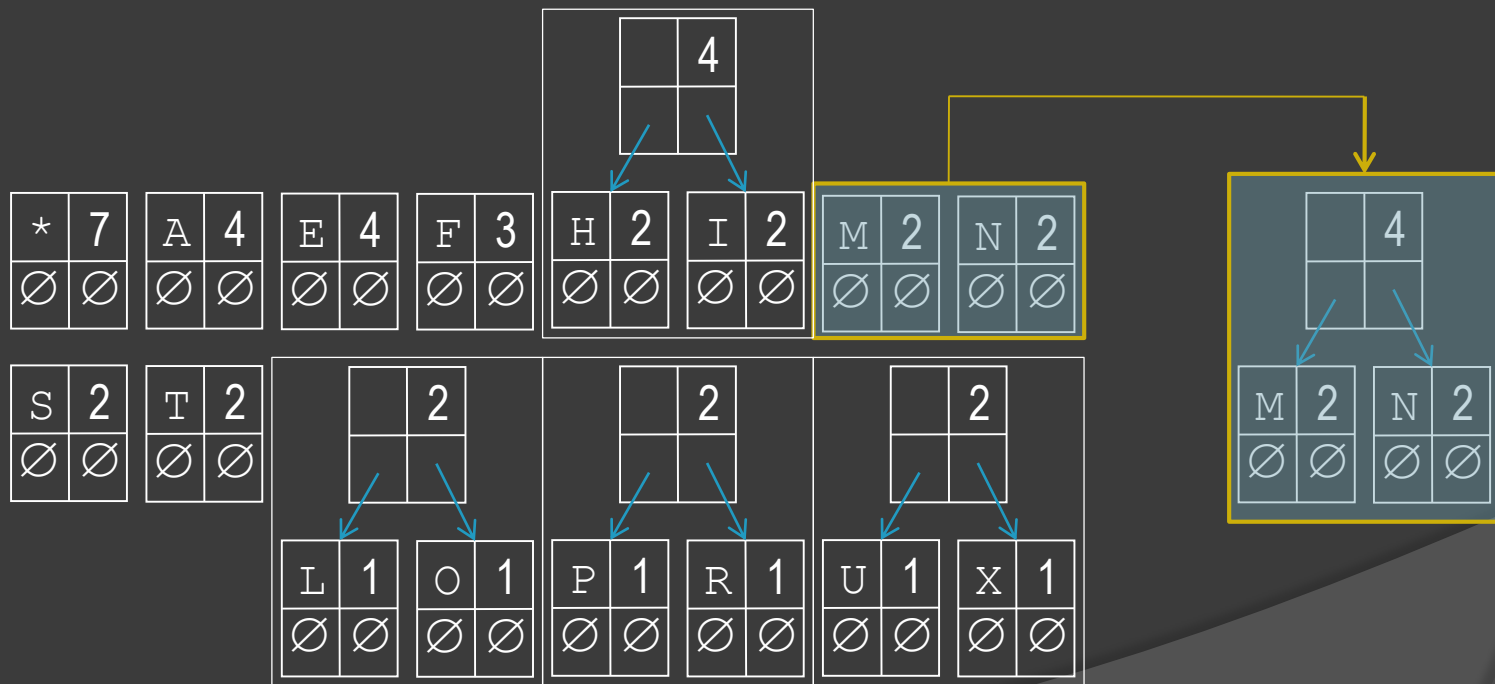 4
* 7 A 4 E 4 F 3 H 2 I 2 M 2 N 2 4
∅ ∅ ∅ ∅ ∅ ∅ ∅ ∅ ∅ ∅ ∅ ∅ ∅ ∅ ∅ ∅
S 2 T 2 2 2 2 M 2 N 2
∅ ∅ ∅ ∅ ∅ ∅ ∅ ∅
L 1 O 1 P 1 R 1 U 1 X 1
∅ ∅ ∅ ∅ ∅ ∅ ∅ ∅ ∅ ∅ ∅ ∅